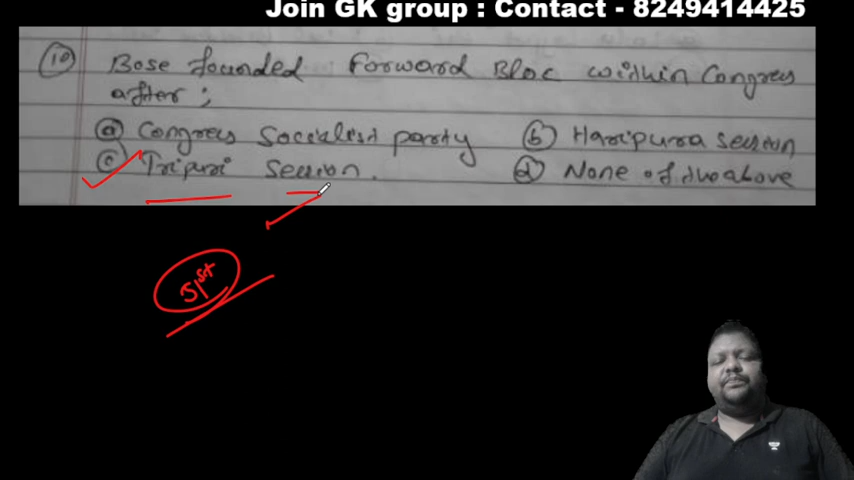 Join GK group : Contact - 8249414425
(10) Bose founded Forward Bloc within Congress
after :
(a) Congress Socialist party (b) Haripura session
(c) Tripuri session. (d) None of the above
51st